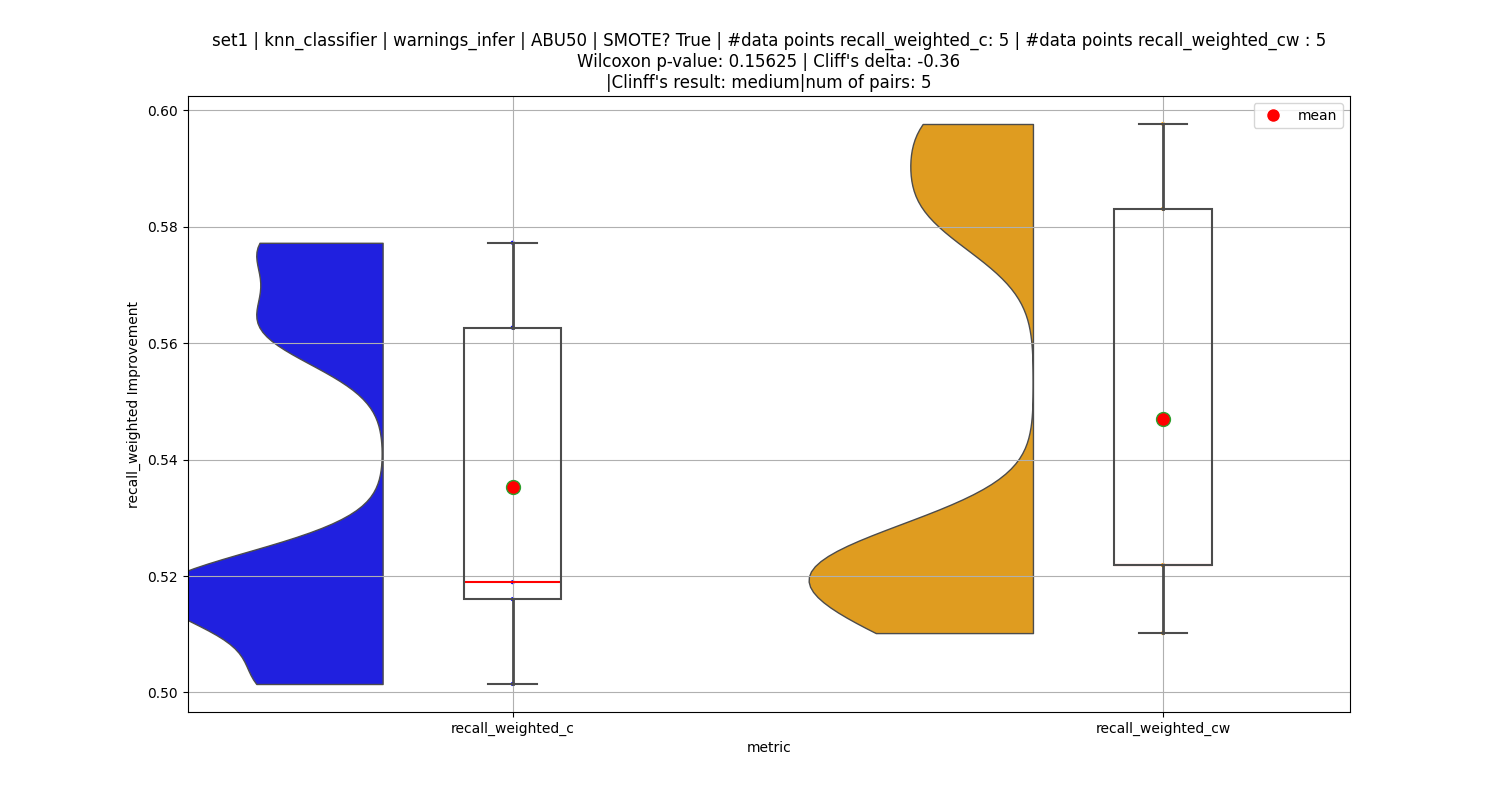 set1 | knn_classifier | warnings_infer | ABU50 | SMOTE? True | #data points recall_weighted_c: 5 | #data points recall_weighted_cw : 5
Wilcoxon p-value: 0.15625 | Cliff's delta: -0.36
|Clinff's result: medium|num of pairs: 5
mean
0.60
0.58
0.56
0.54
0.52
0.50
recall_weighted Improvement
recall_weighted_c
recall_weighted_cw
metric